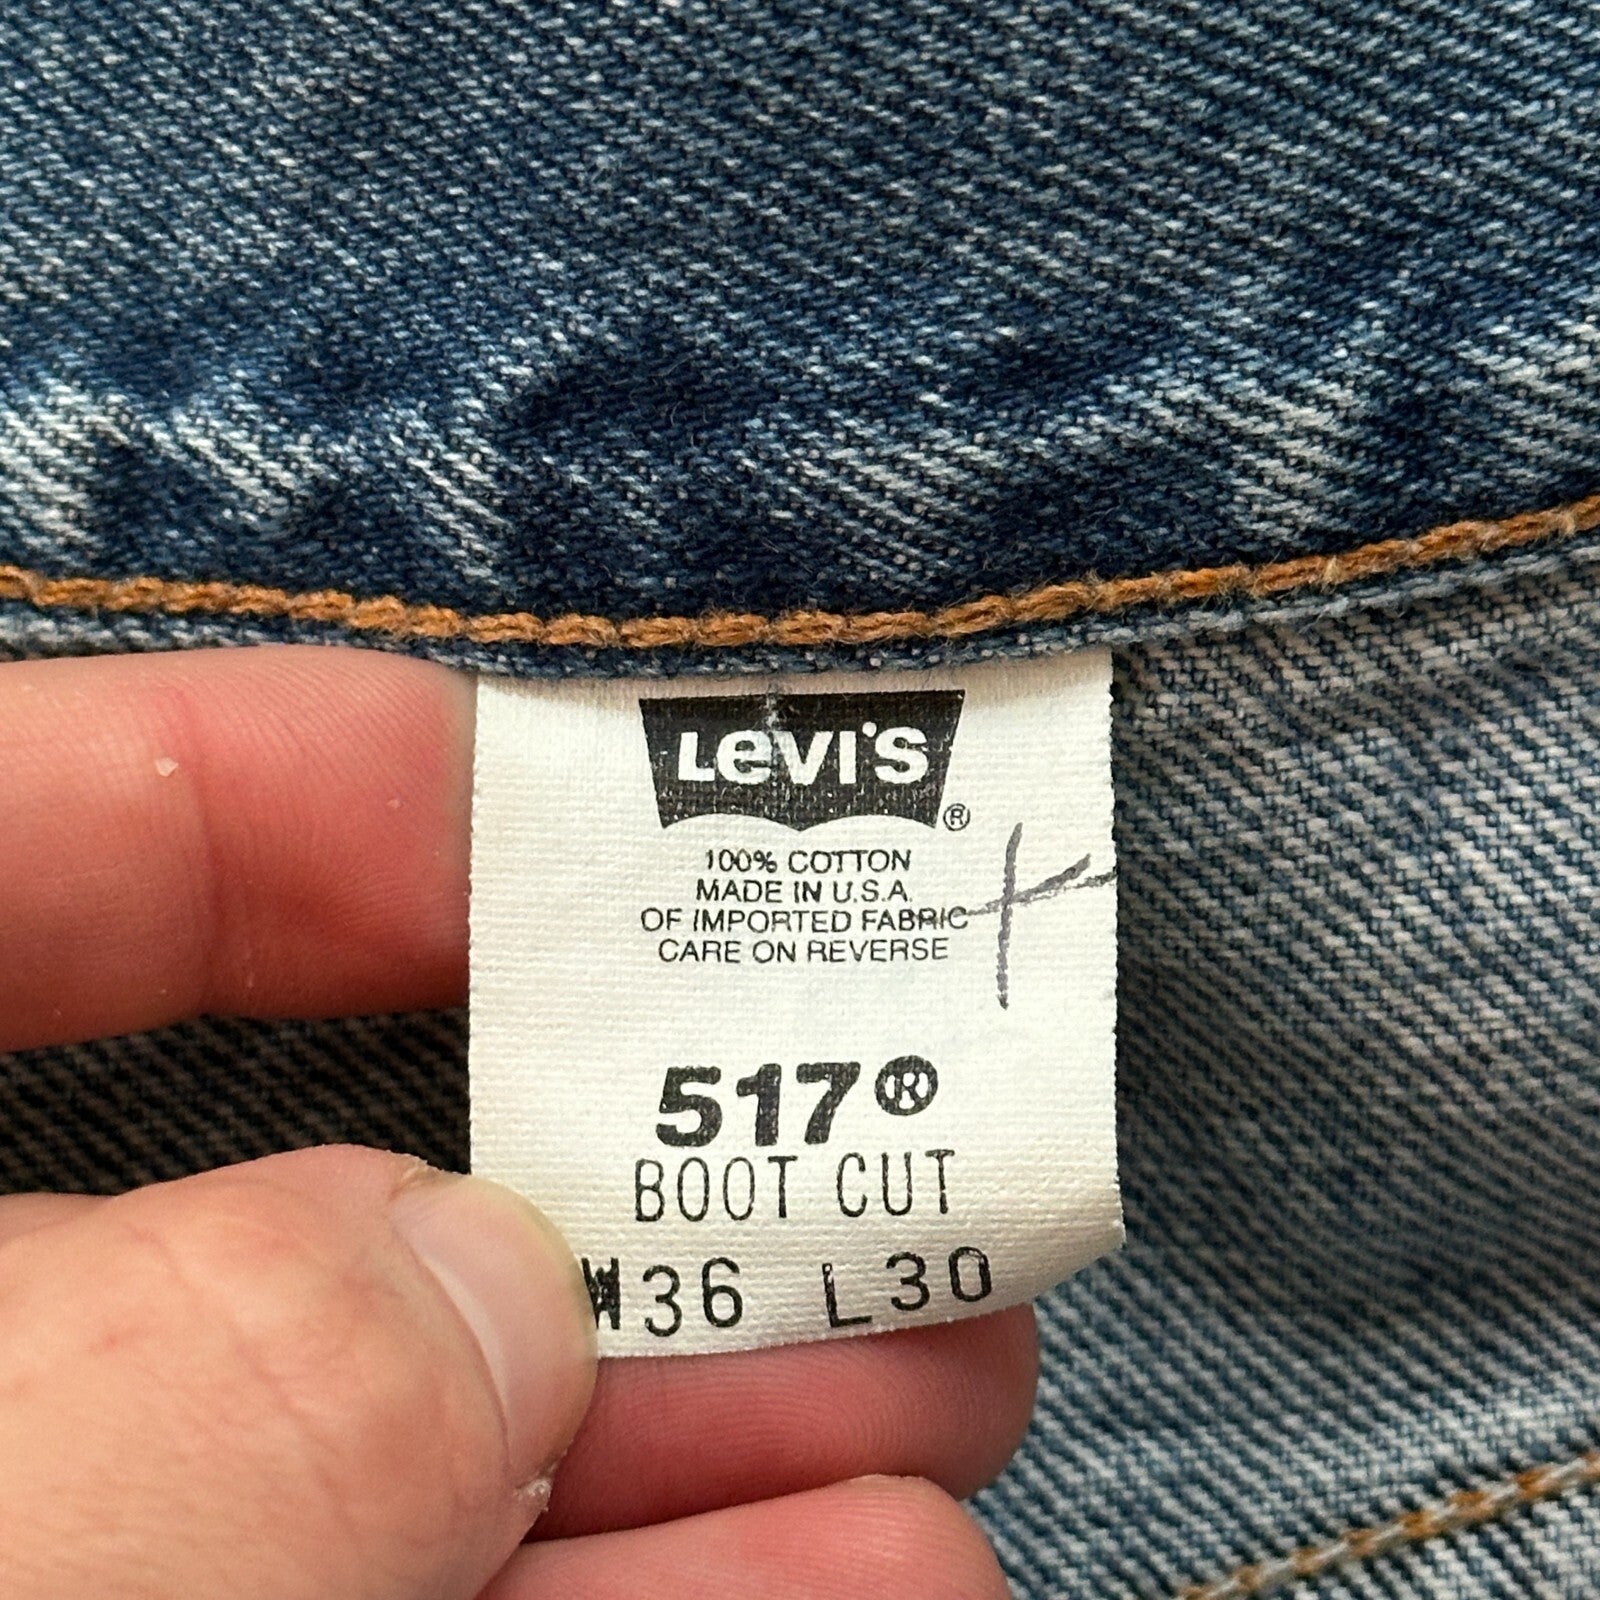 Levi's®
100% COTTON
MADE IN U.S.A.
OF IMPORTED FABRIC
CARE ON REVERSE
517®
BOOT CUT
W36 L30